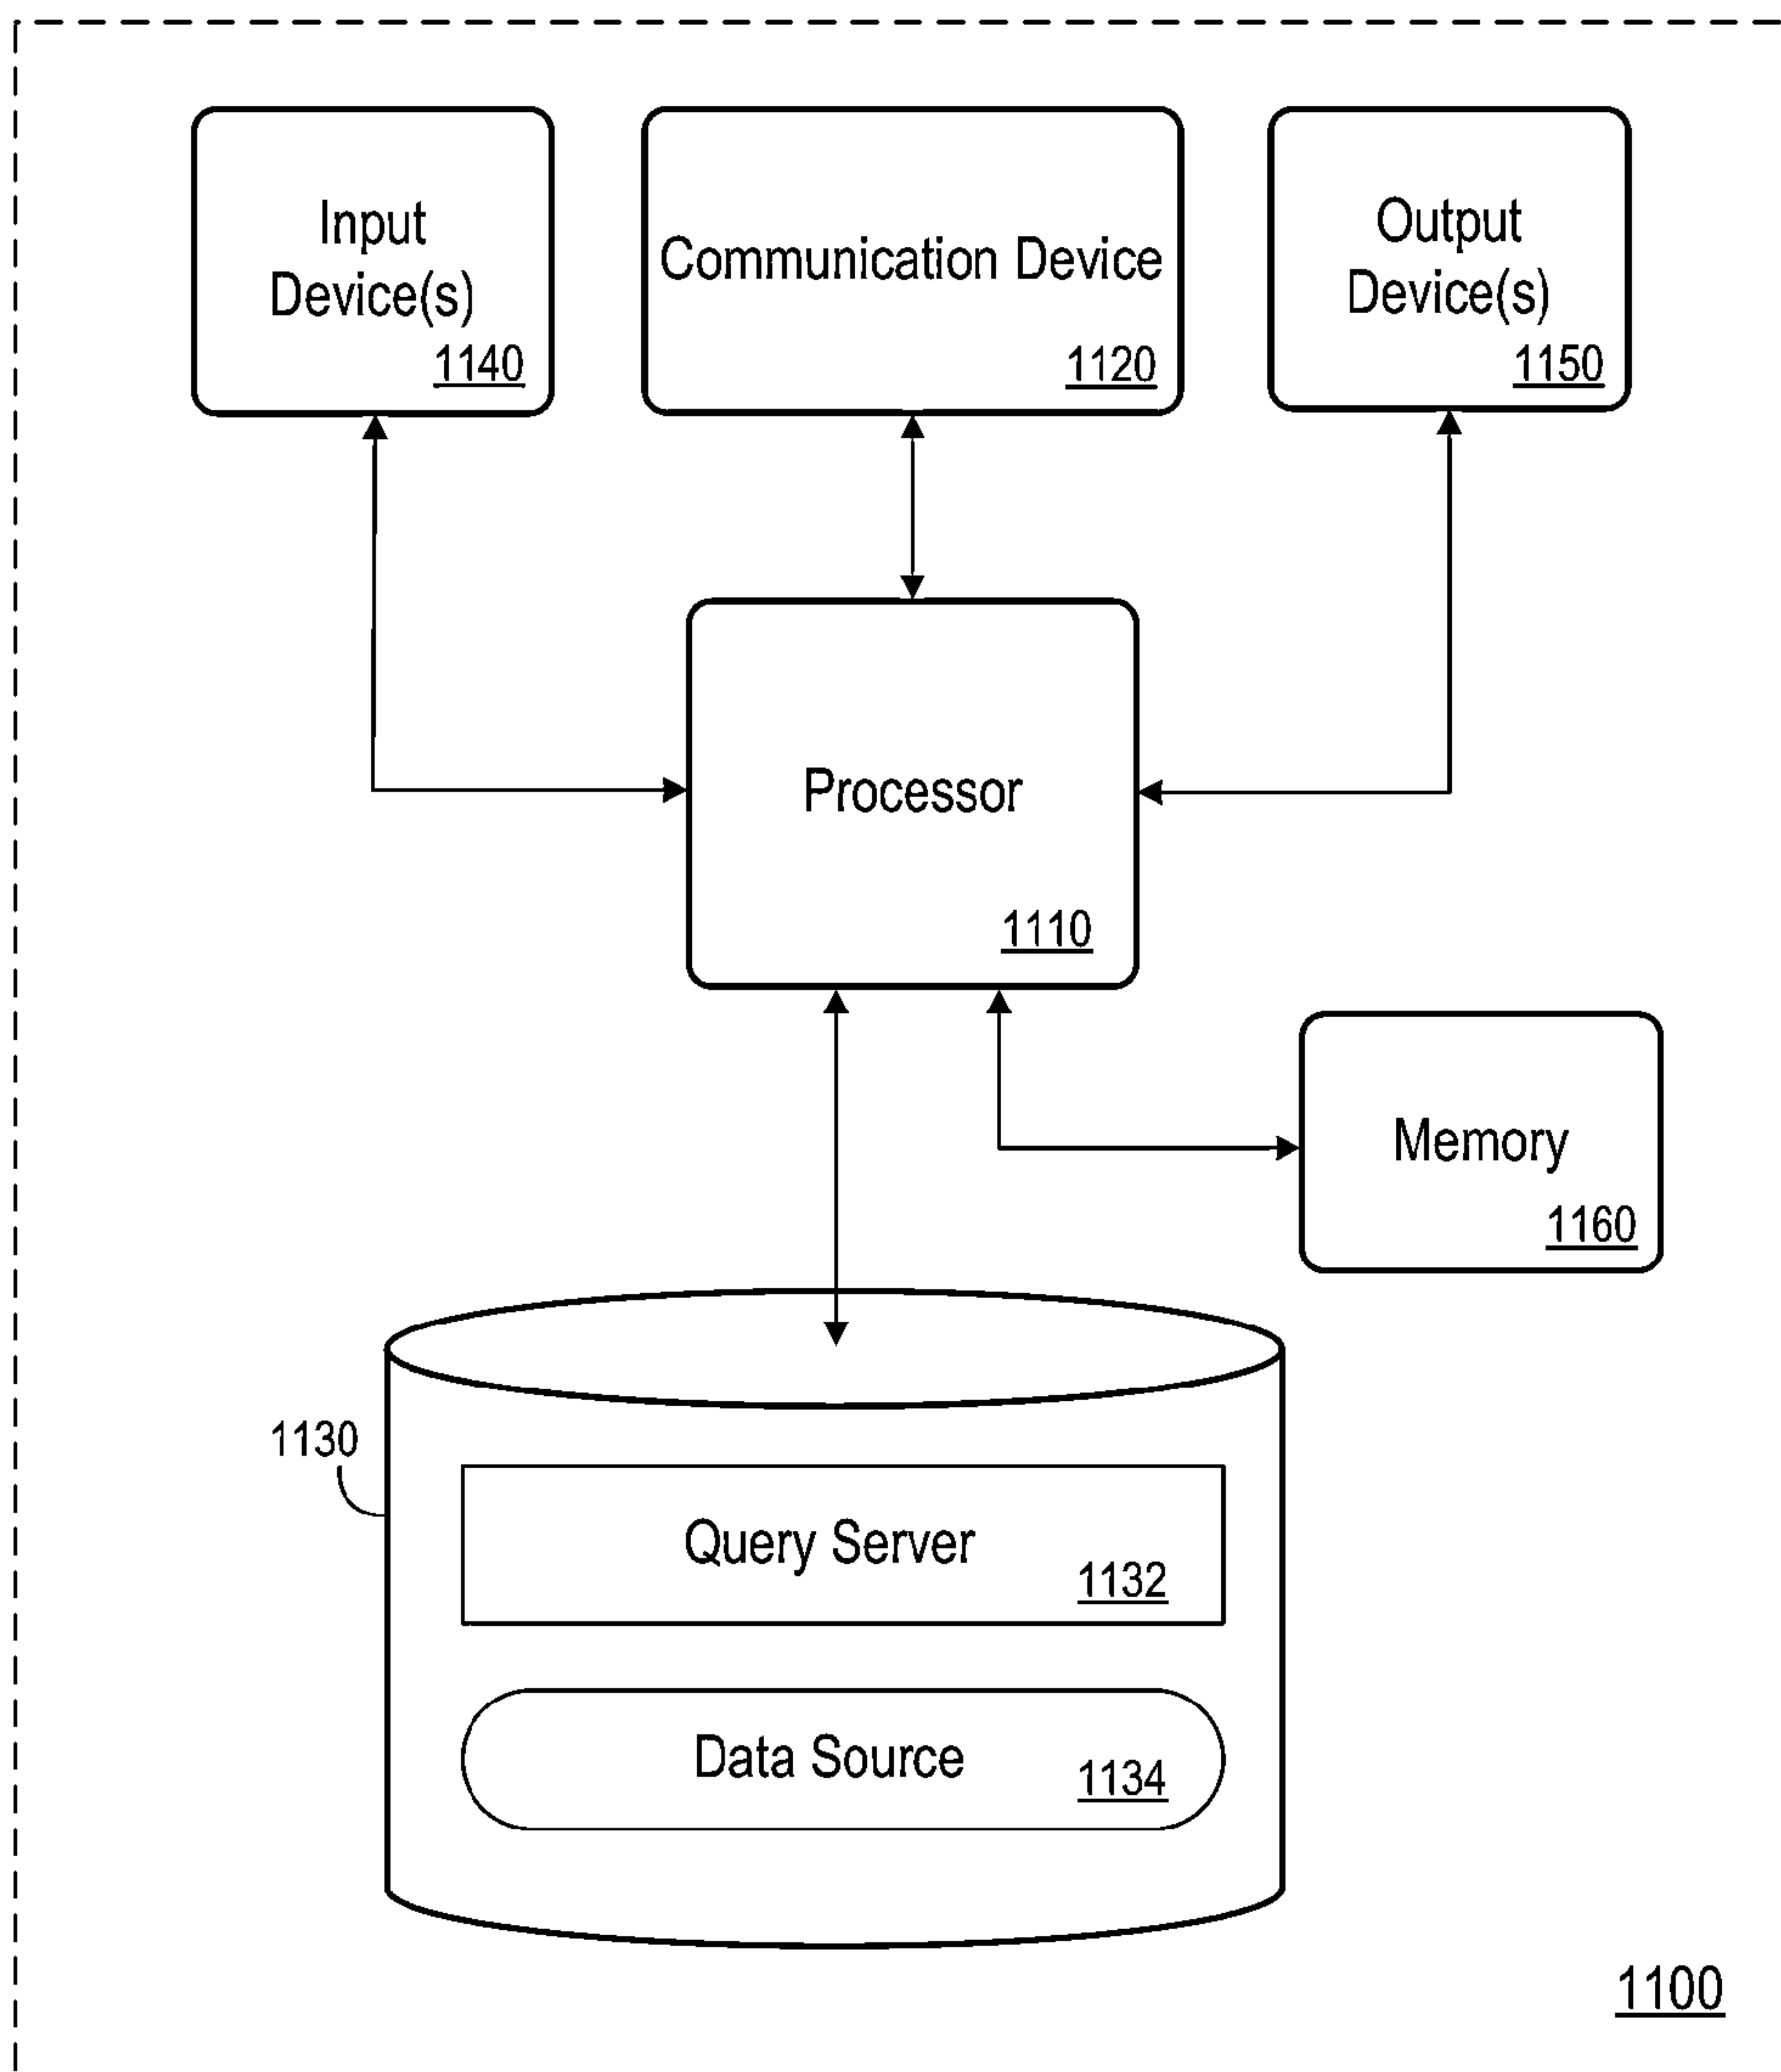 Input
Device(s)
1140
Communication Device
1120
Output
Device(s)
1150
Processor
1110
Memory
1160
1130
Query Server
1132
Data Source
1134
1100